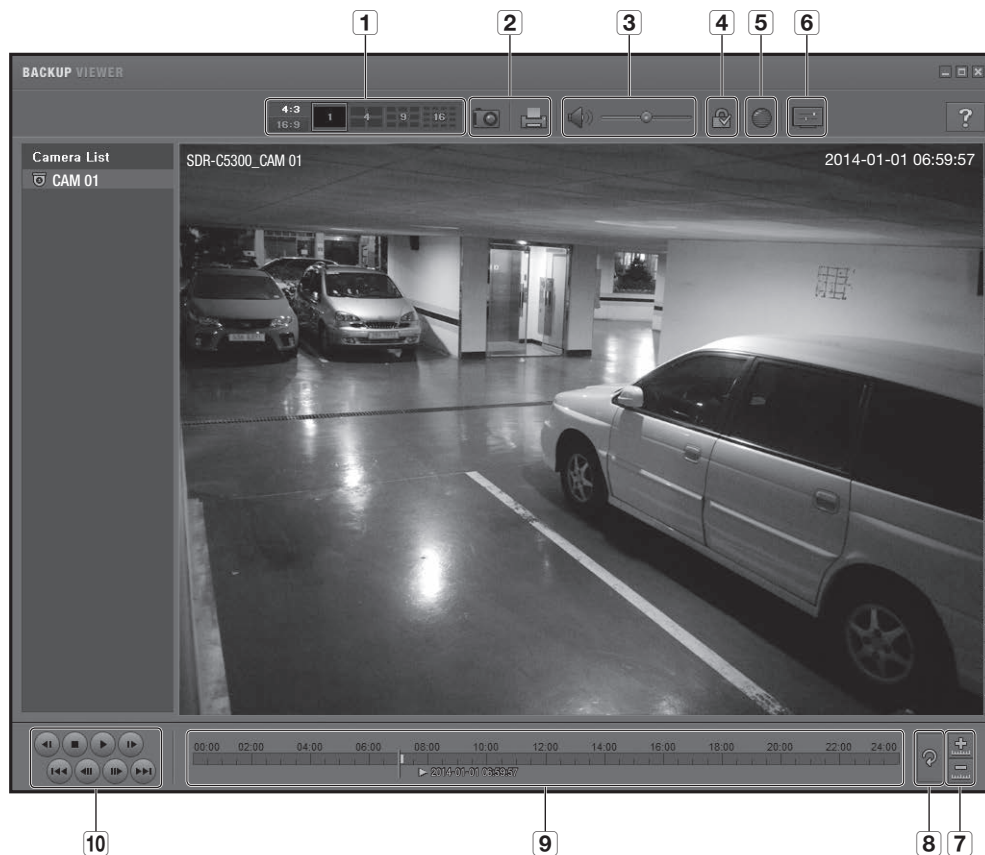 1 2 3 4 5 6
BACKUP VIEWER
4:3
16:9
1 4 9 16
?
Camera List
CAM 01
SDR-C5300_CAM 01
2014-01-01 06:59:57
00:00 02:00 04:00 06:00 08:00 10:00 12:00 14:00 16:00 18:00 20:00 22:00 24:00
2014-01-01 06:59:57
10 9 8 7